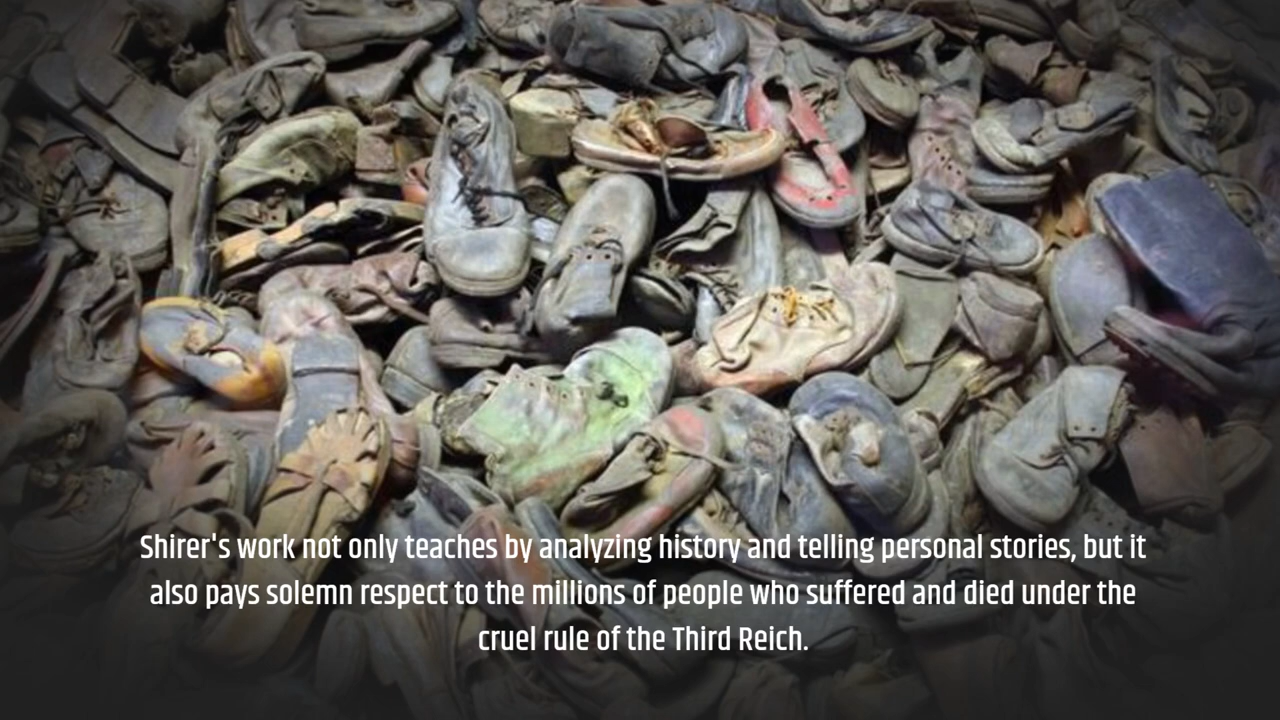 Shirer's work not only teaches by analyzing history and telling personal stories, but it
also pays solemn respect to the millions of people who suffered and died under the
cruel rule of the Third Reich.